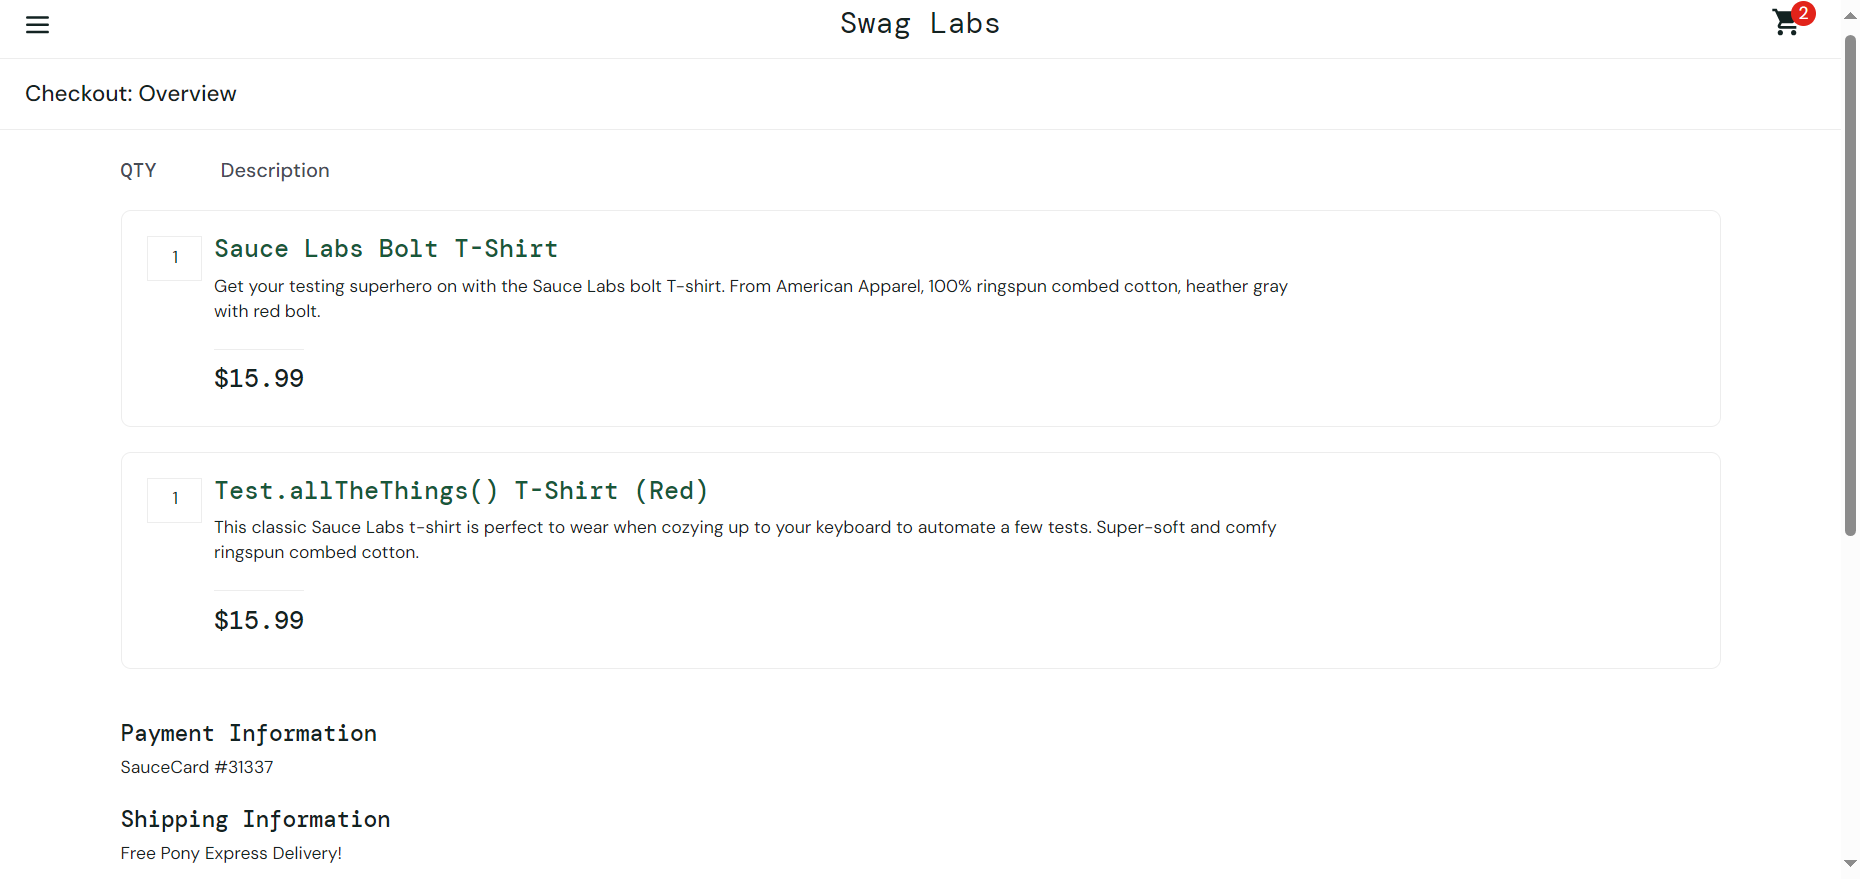 Swag Labs
2
Checkout: Overview
QTY
Description
1
Sauce Labs Bolt T-Shirt
Get your testing superhero on with the Sauce Labs bolt T-shirt. From American Apparel, 100% ringspun combed cotton, heather gray
with red bolt.
$15.99
1
Test.allTheThings() T-Shirt (Red)
This classic Sauce Labs t-shirt is perfect to wear when cozying up to your keyboard to automate a few tests. Super-soft and comfy
ringspun combed cotton.
$15.99
Payment Information
SauceCard #31337
Shipping Information
Free Pony Express Delivery!